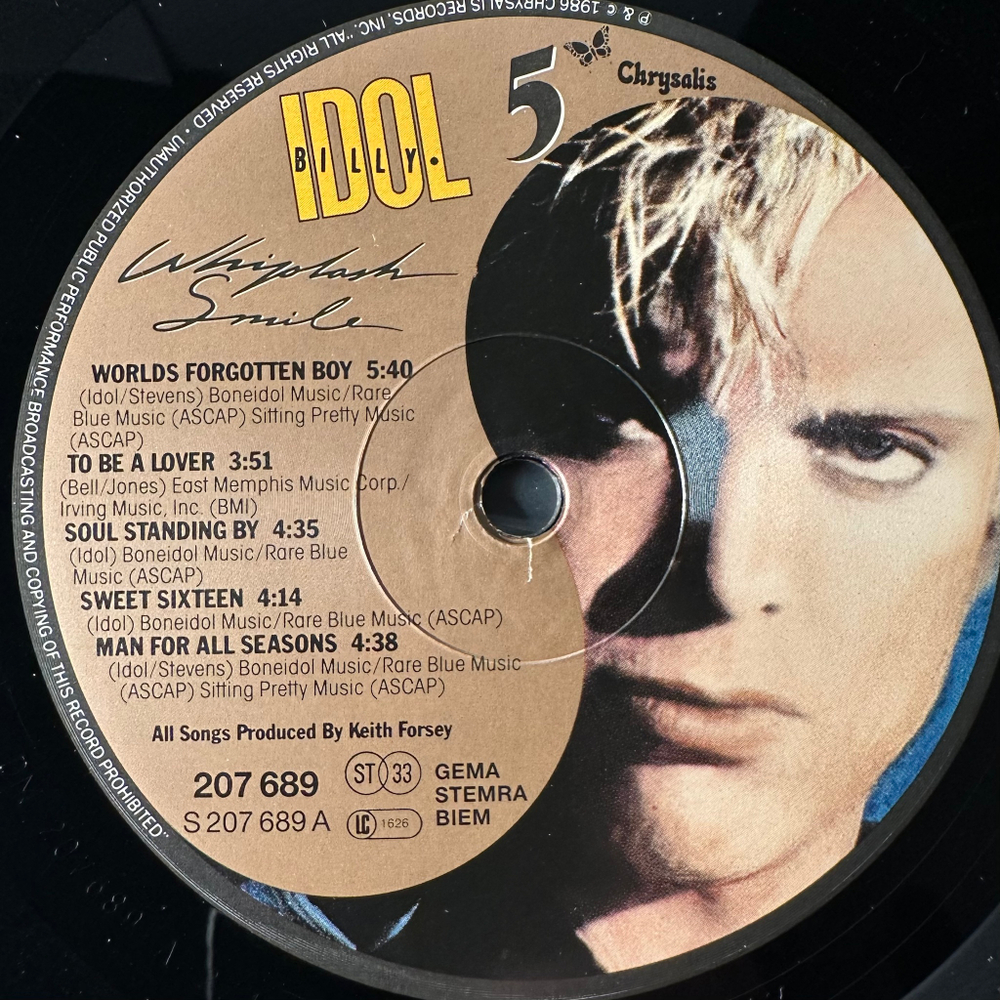 ℗ & © 1986 CHRYSALIS RECORDS, INC. "ALL RIGHTS RESERVED • UNAUTHORIZED PUBLIC PERFORMANCE BROADCASTING AND COPYING OF THIS RECORD PROHIBITED"
5
Chrysalis
IDOL
BILLY•
Whiplash
Smile
WORLDS FORGOTTEN BOY 5:40
(Idol/Stevens) Boneidol Music/Rare
Blue Music (ASCAP) Sitting Pretty Music
(ASCAP)
TO BE A LOVER 3:51
(Bell/Jones) East Memphis Music Corp./
Irving Music, Inc. (BMI)
SOUL STANDING BY 4:35
(Idol) Boneidol Music/Rare Blue
Music (ASCAP)
SWEET SIXTEEN 4:14
(Idol) Boneidol Music/Rare Blue Music (ASCAP)
MAN FOR ALL SEASONS 4:38
(Idol/Stevens) Boneidol Music/Rare Blue Music
(ASCAP) Sitting Pretty Music (ASCAP)
All Songs Produced By Keith Forsey
207 689
ST 33
GEMA
STEMRA
BIEM
S 207 689 A
LC 1626